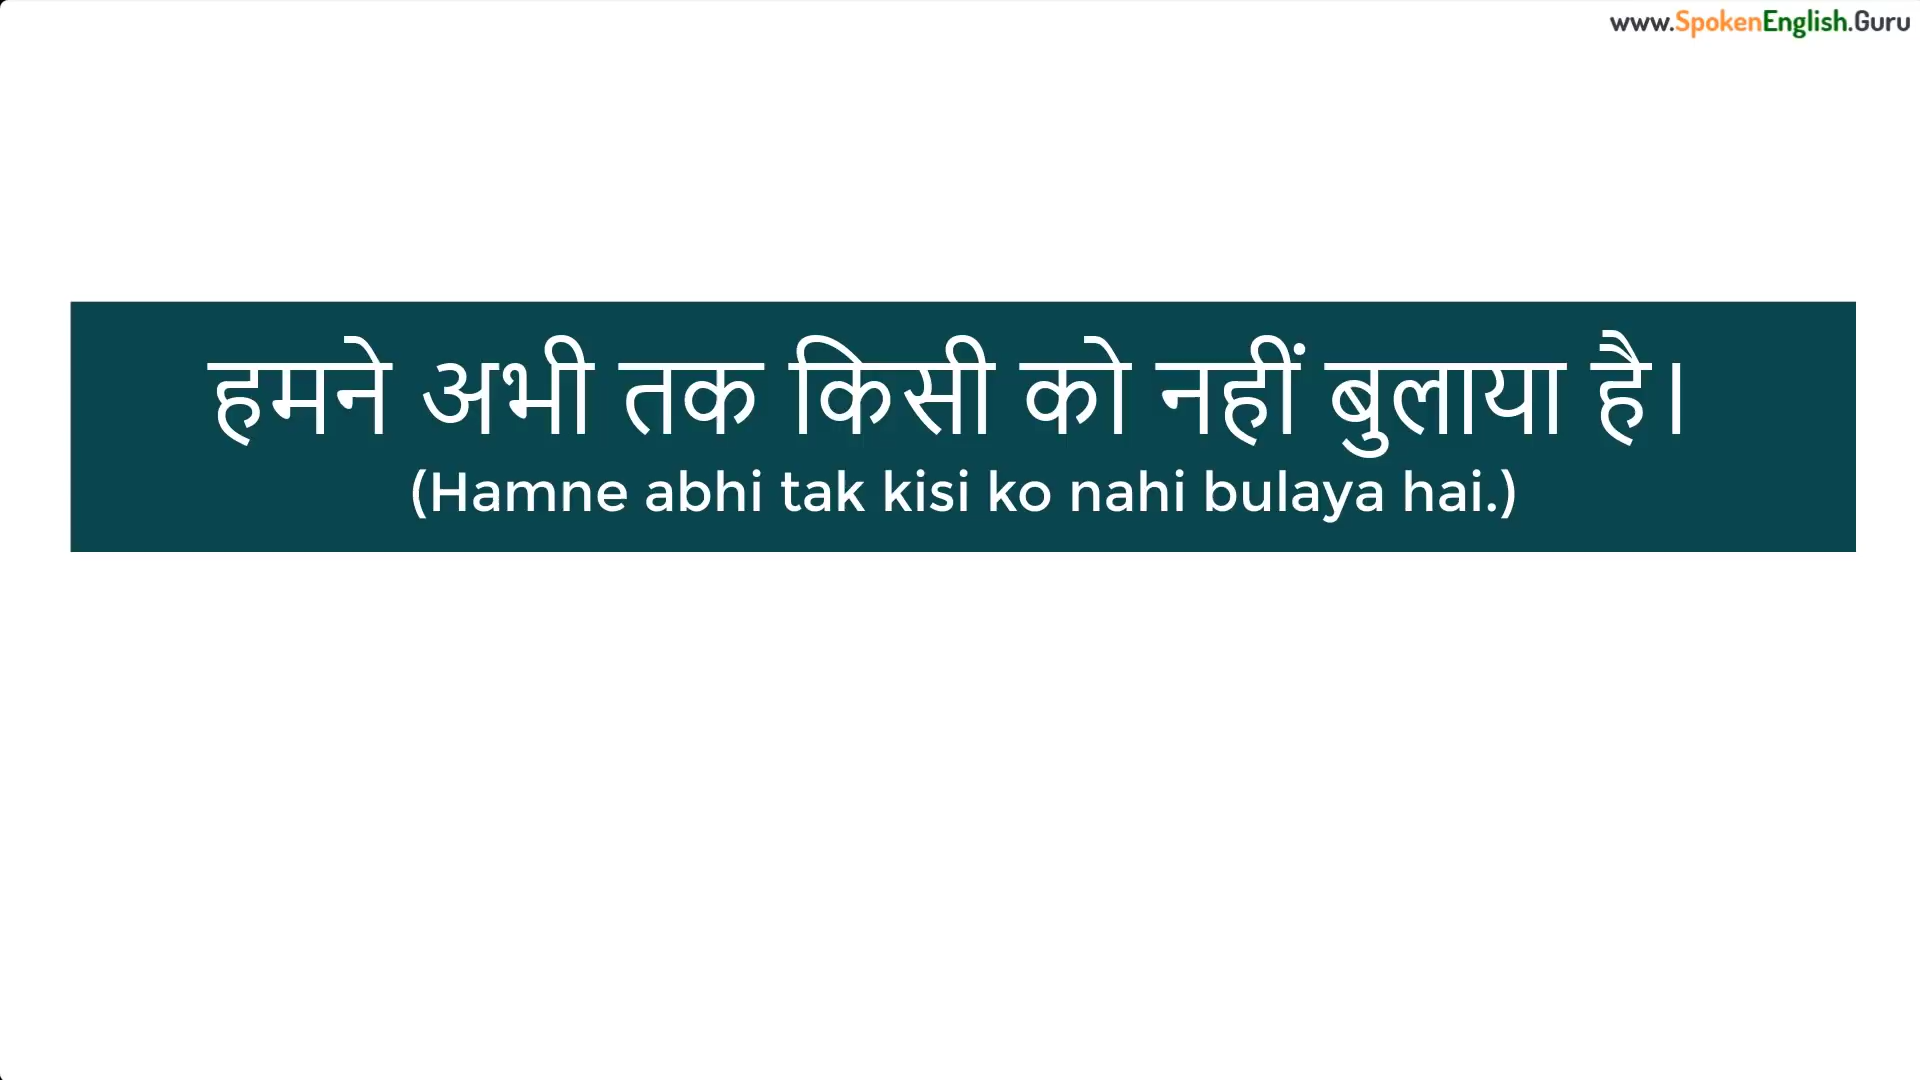 www.SpokenEnglish.Guru
हमने अभी तक किसी को नहीं बुलाया है।
(Hamne abhi tak kisi ko nahi bulaya hai.)